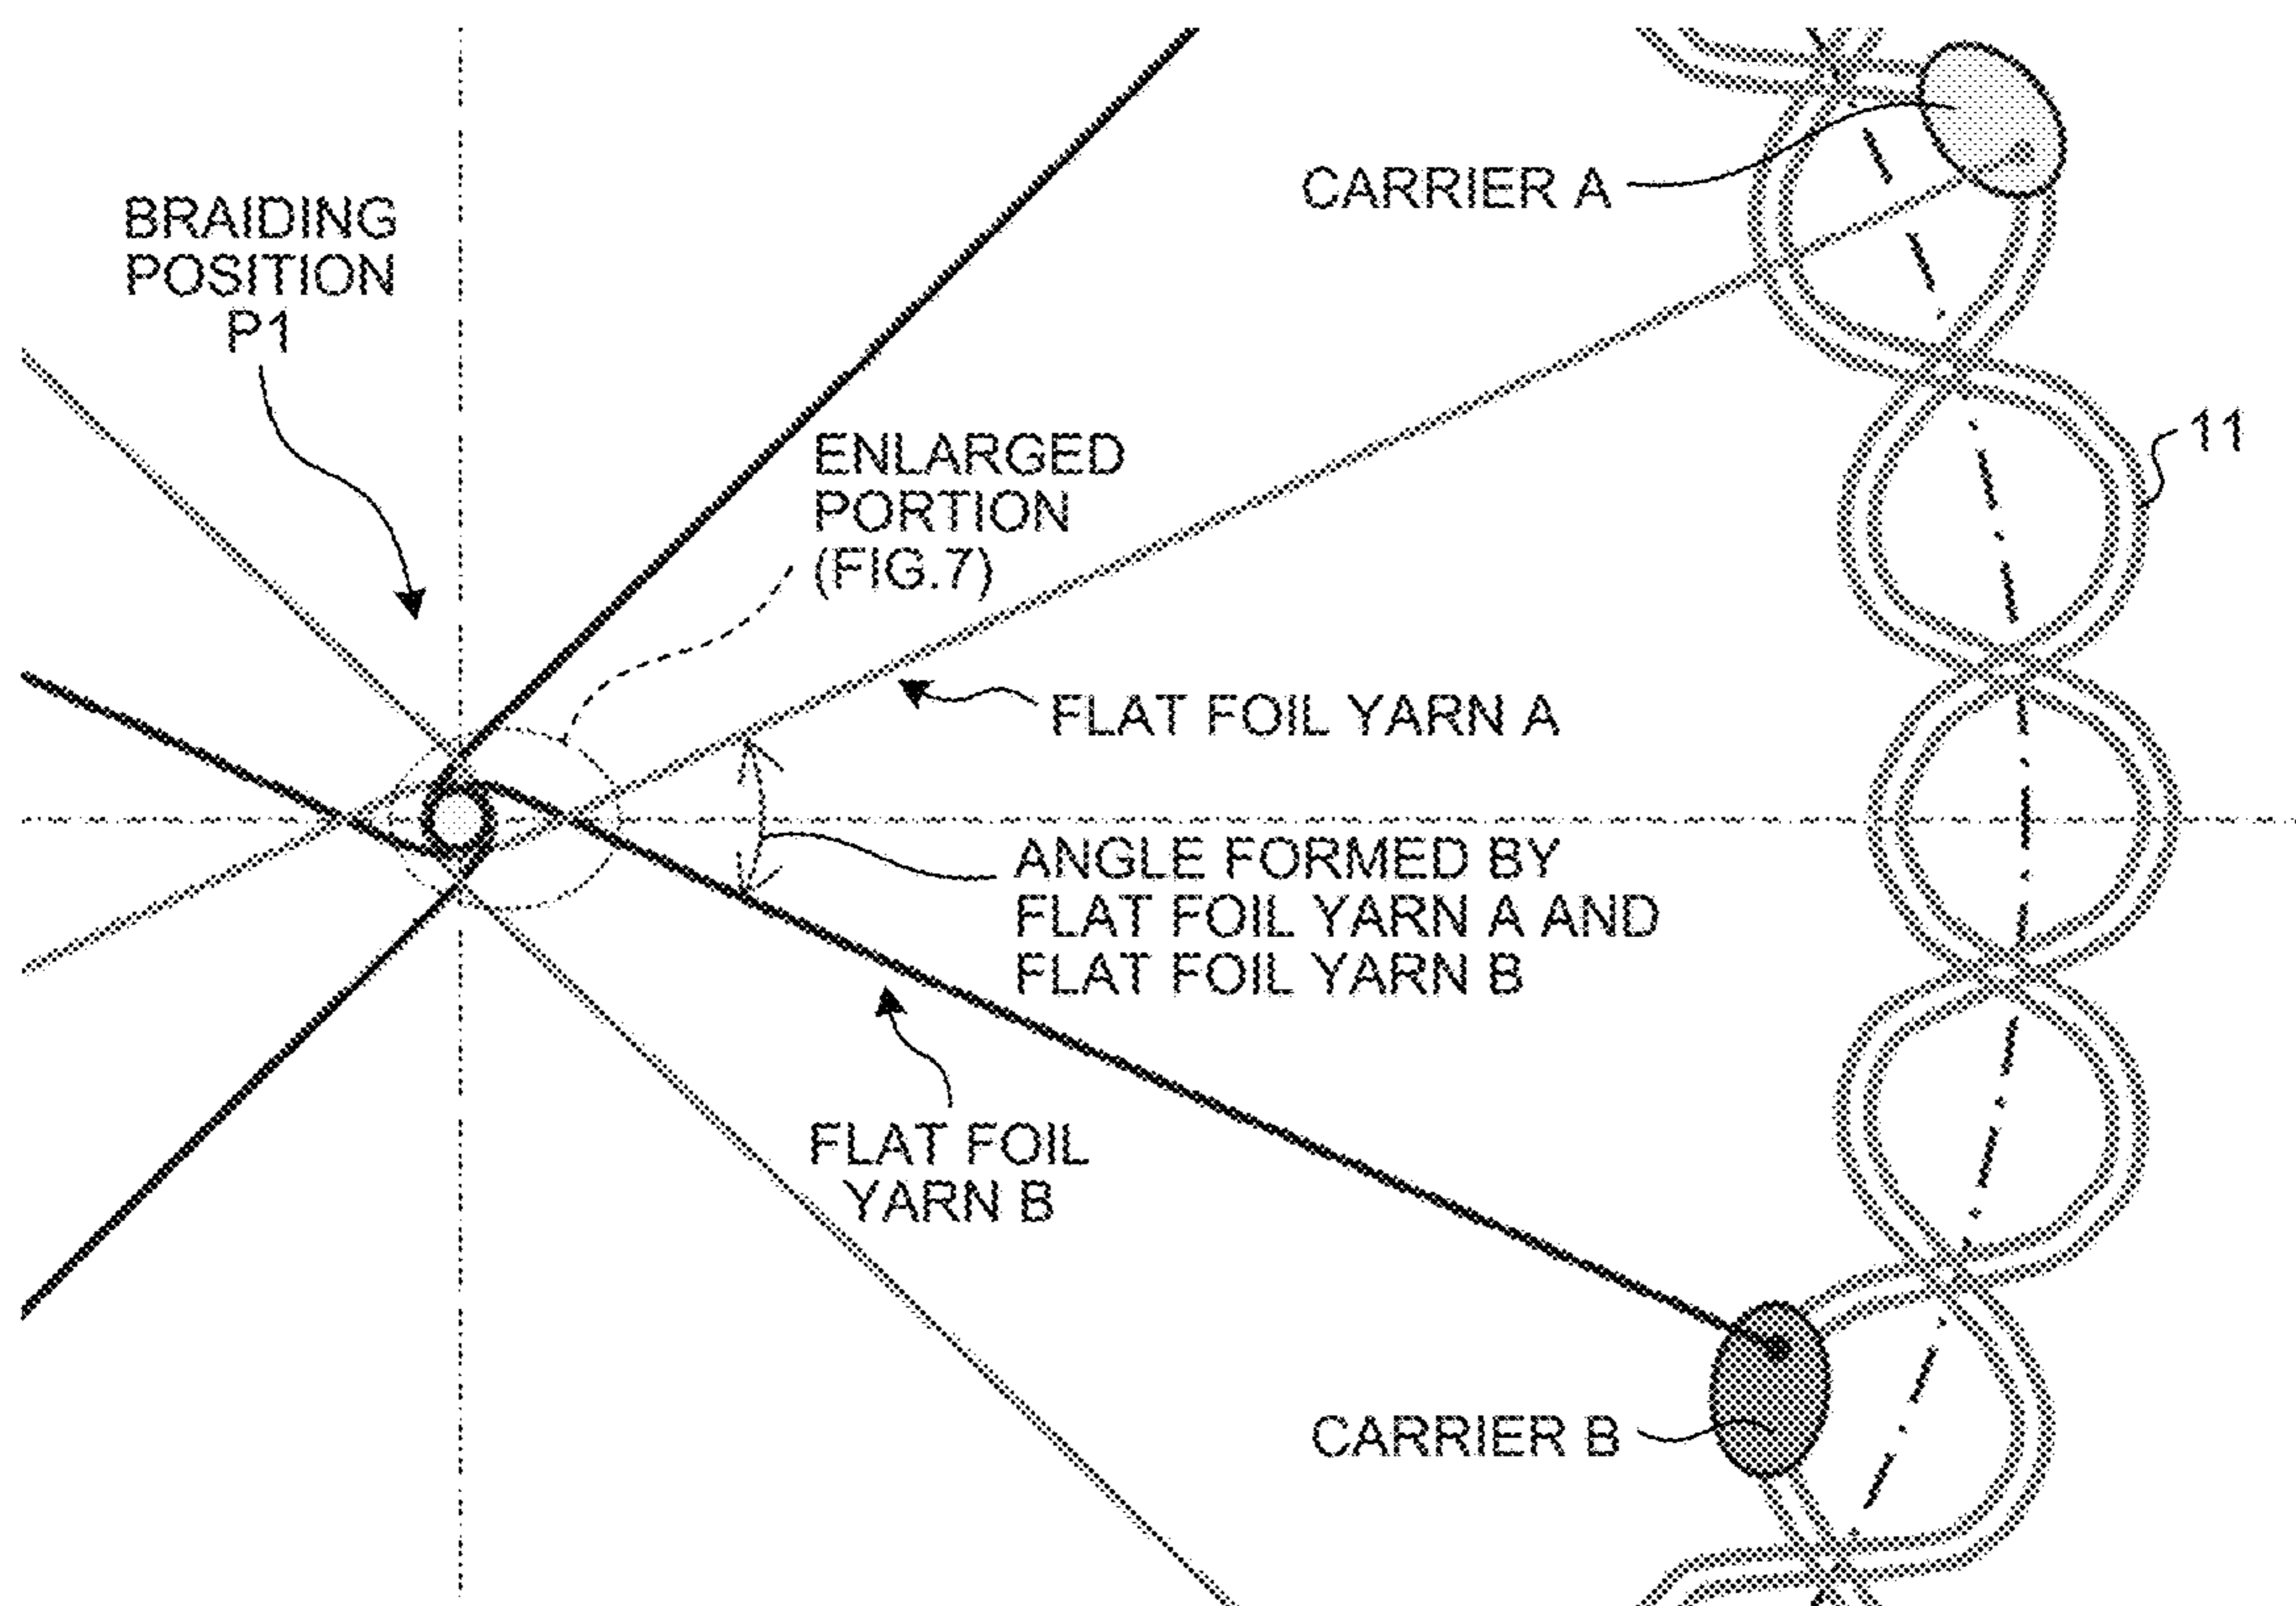 CARRIER A
BRAIDING
POSITION
P1
ENLARGED
PORTION
(FIG.7)
11
FLAT FOIL YARN A
ANGLE FORMED BY
FLAT FOIL YARN A AND
FLAT FOIL YARN B
FLAT FOIL
YARN B
CARRIER B